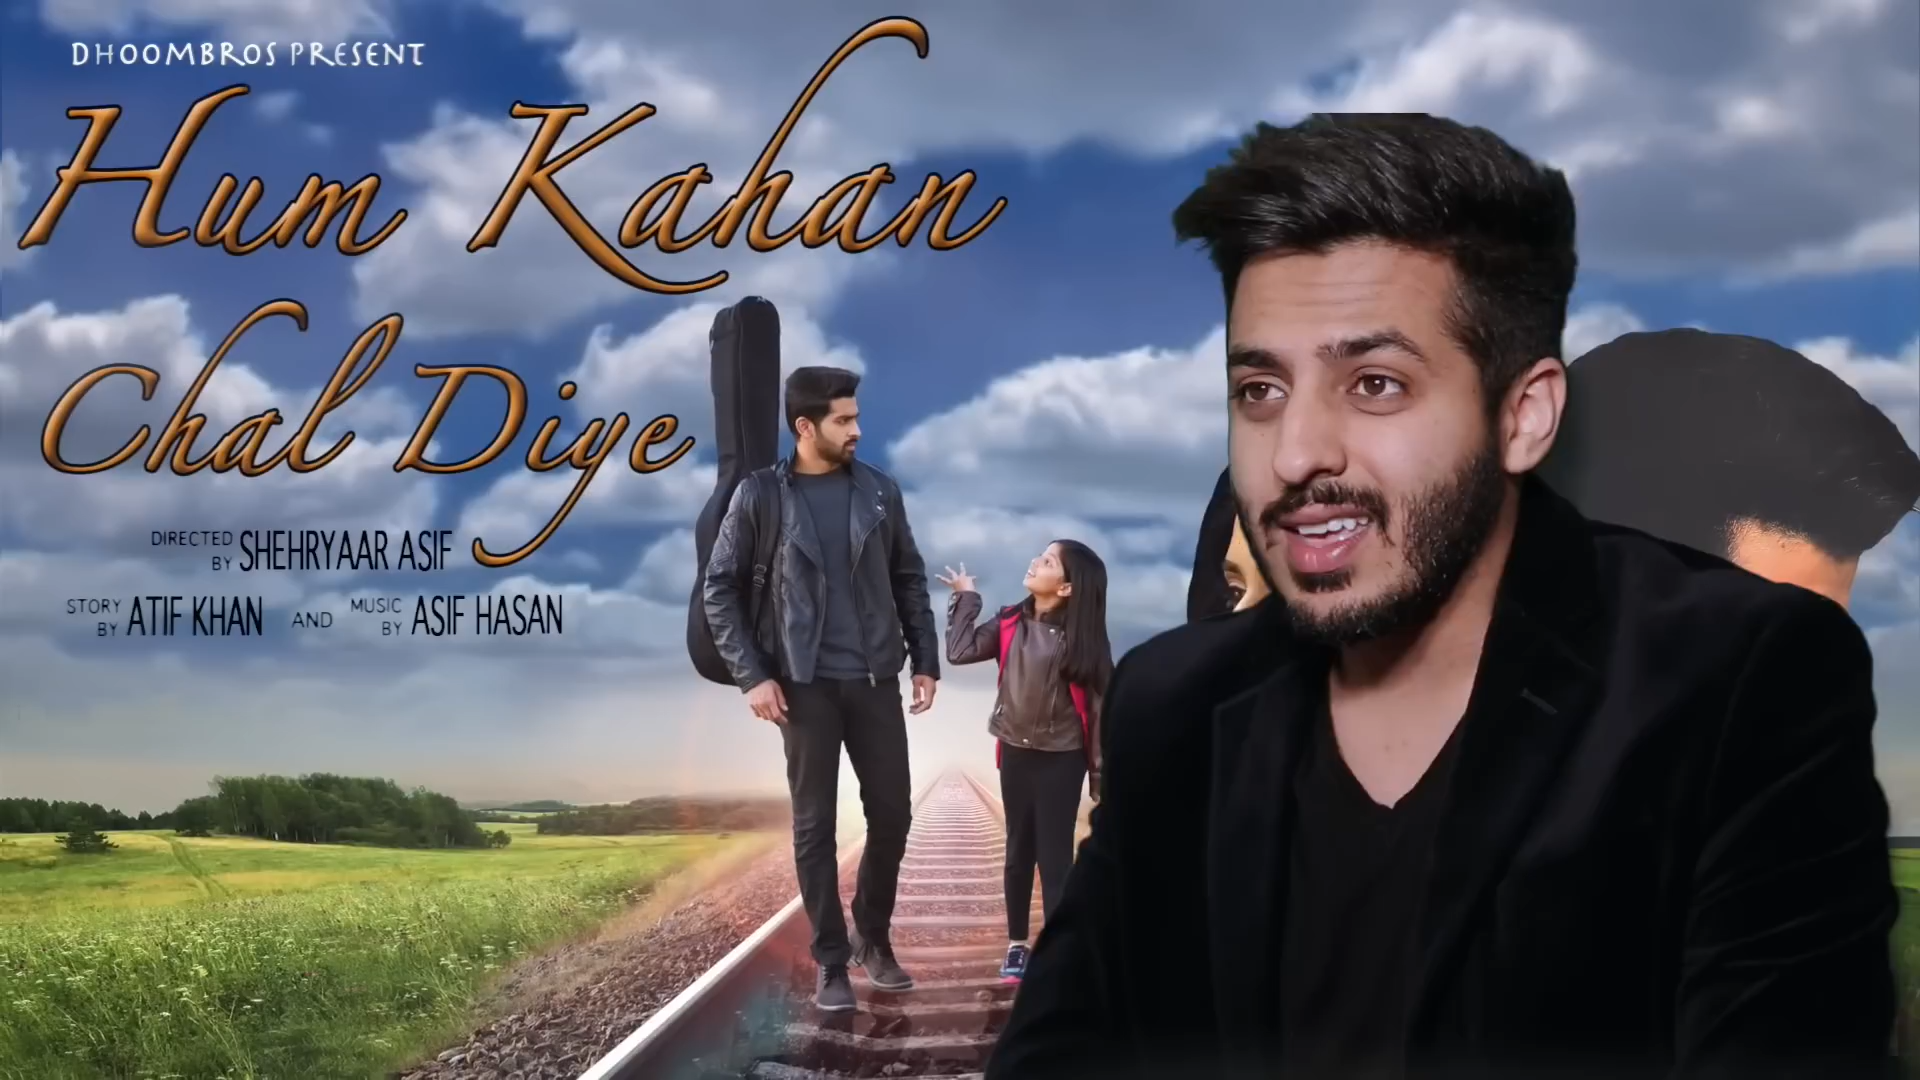 DHOOMBROS PRESENT
Hum Kahan
Chal Diye
DIRECTED BY SHEHRYAAR ASIF
STORY BY ATIF KHAN AND MUSIC BY ASIF HASAN